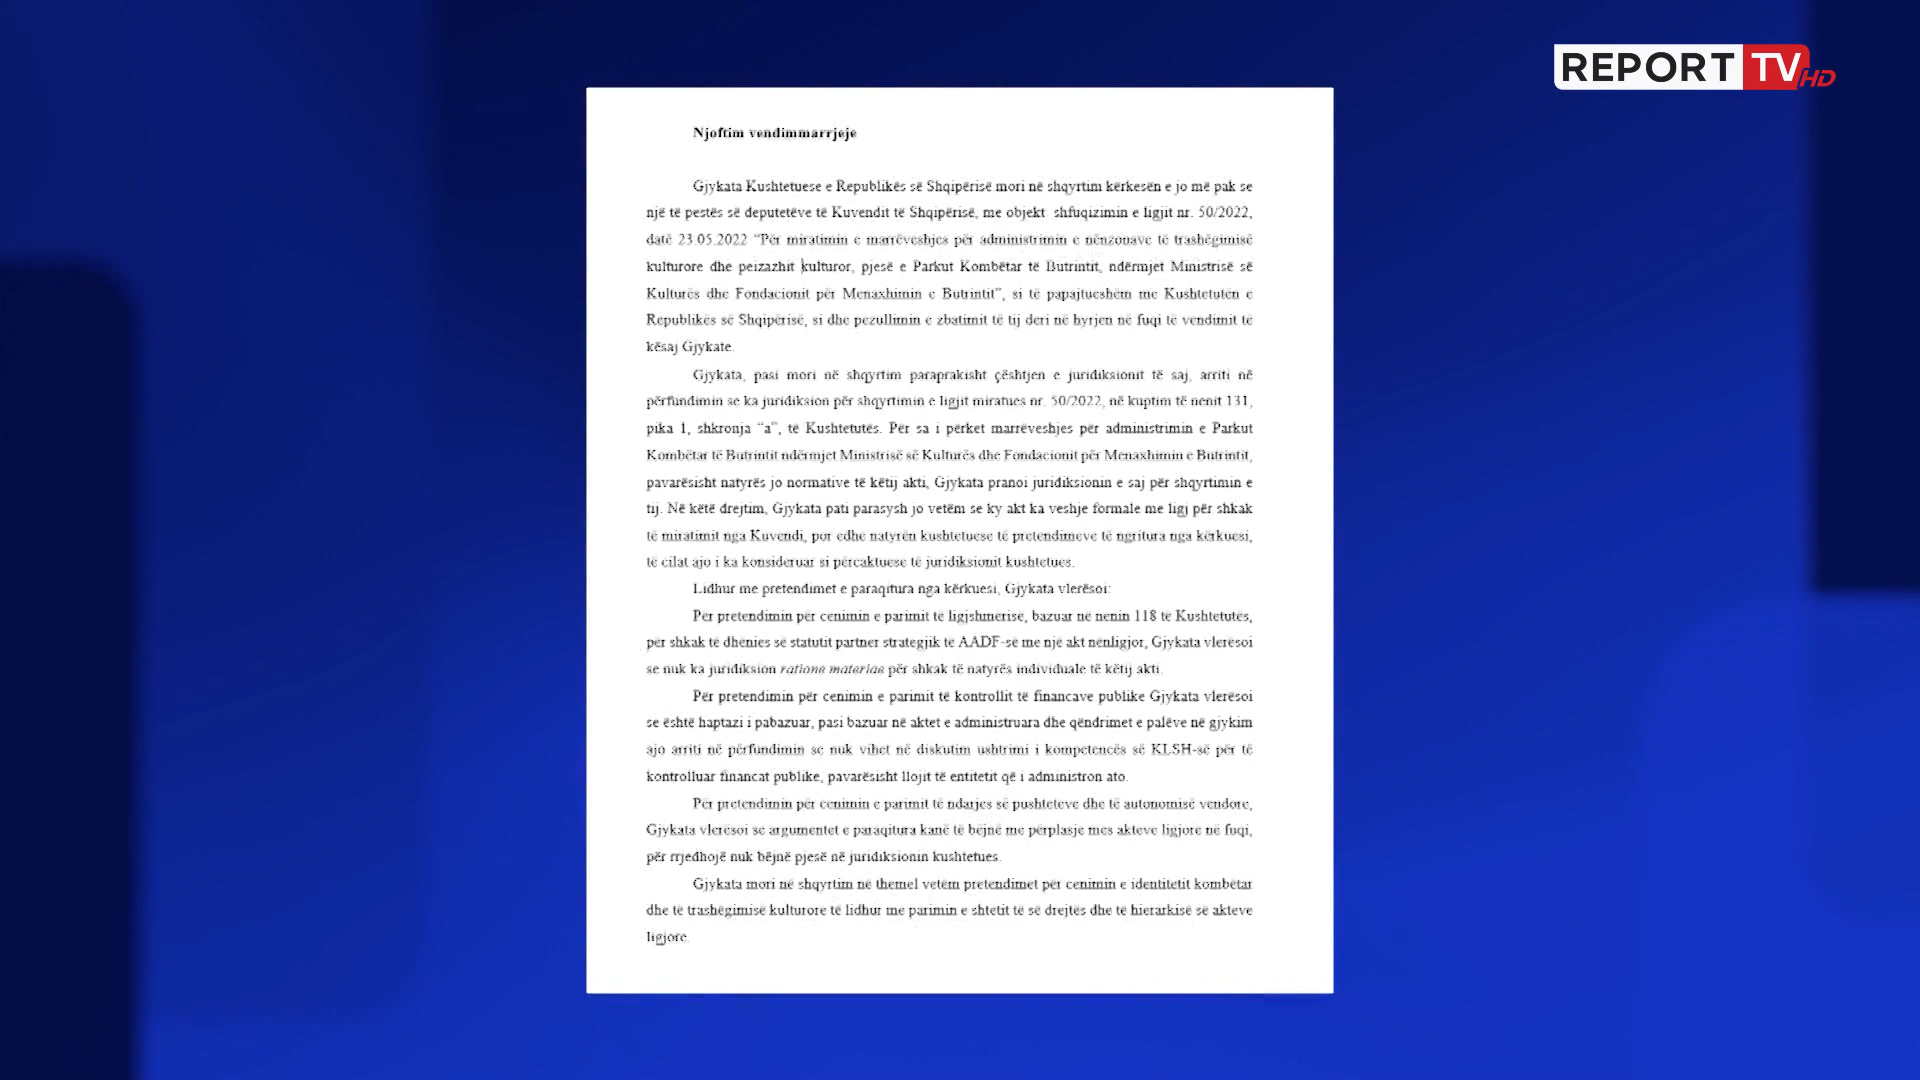 REPORT TV HD
Njoftim vendimmarrjeje
Gjykata Kushtetuese e Republikës së Shqipërisë mori në shqyrtim kërkesën e jo më pak se
një të pestës së deputetëve të Kuvendit të Shqipërisë, me objekt shfuqizimin e ligjit nr. 50/2022,
datë 23.05.2022 “Për miratimin e marrëveshjes për administrimin e nënzonave të trashëgimisë
kulturore dhe peizazhit kulturor, pjesë e Parkut Kombëtar të Butrintit, ndërmjet Ministrisë së
Kulturës dhe Fondacionit për Menaxhimin e Butrintit”, si të papajtueshëm me Kushtetutën e
Republikës së Shqipërisë, si dhe pezullimin e zbatimit të tij deri në hyrjen në fuqi të vendimit të
kësaj Gjykate.
Gjykata, pasi mori në shqyrtim paraprakisht çështjen e juridiksionit të saj, arriti në
përfundimin se ka juridiksion për shqyrtimin e ligjit miratues nr. 50/2022, në kuptim të nenit 131,
pika 1, shkronja “a”, të Kushtetutës. Për sa i përket marrëveshjes për administrimin e Parkut
Kombëtar të Butrintit ndërmjet Ministrisë së Kulturës dhe Fondacionit për Menaxhimin e Butrintit,
pavarësisht natyrës jo normative të këtij akti, Gjykata pranoi juridiksionin e saj për shqyrtimin e
tij. Në këtë drejtim, Gjykata pati parasysh jo vetëm se ky akt ka veshje formale me ligj për shkak
të miratimit nga Kuvendi, por edhe natyrën kushtetuese të pretendimeve të ngritura nga kërkuesi,
të cilat ajo i ka konsideruar si përcaktuese të juridiksionit kushtetues.
Lidhur me pretendimet e paraqitura nga kërkuesi, Gjykata vlerësoi:
Për pretendimin për cenimin e parimit të ligjshmërisë, bazuar në nenin 118 të Kushtetutës,
për shkak të dhënies së statutit partner strategjik të AADF-së me një akt nënligjor, Gjykata vlerësoi
se nuk ka juridiksion ratione materiae për shkak të natyrës individuale të këtij akti.
Për pretendimin për cenimin e parimit të kontrollit të financave publike Gjykata vlerësoi
se është haptazi i pabazuar, pasi bazuar në aktet e administruara dhe qëndrimet e palëve në gjykim
ajo arriti në përfundimin se nuk vihet në diskutim ushtrimi i kompetencës së KLSH-së për të
kontrolluar financat publike, pavarësisht llojit të entitetit që i administron ato.
Për pretendimin për cenimin e parimit të ndarjes së pushteteve dhe të autonomisë vendore,
Gjykata vlerësoi se argumentet e paraqitura kanë të bëjnë me përplasje mes akteve ligjore në fuqi,
për rrjedhojë nuk bëjnë pjesë në juridiksionin kushtetues.
Gjykata mori në shqyrtim në themel vetëm pretendimet për cenimin e identitetit kombëtar
dhe të trashëgimisë kulturore të lidhur me parimin e shtetit të së drejtës dhe të hierarkisë së akteve
ligjore.